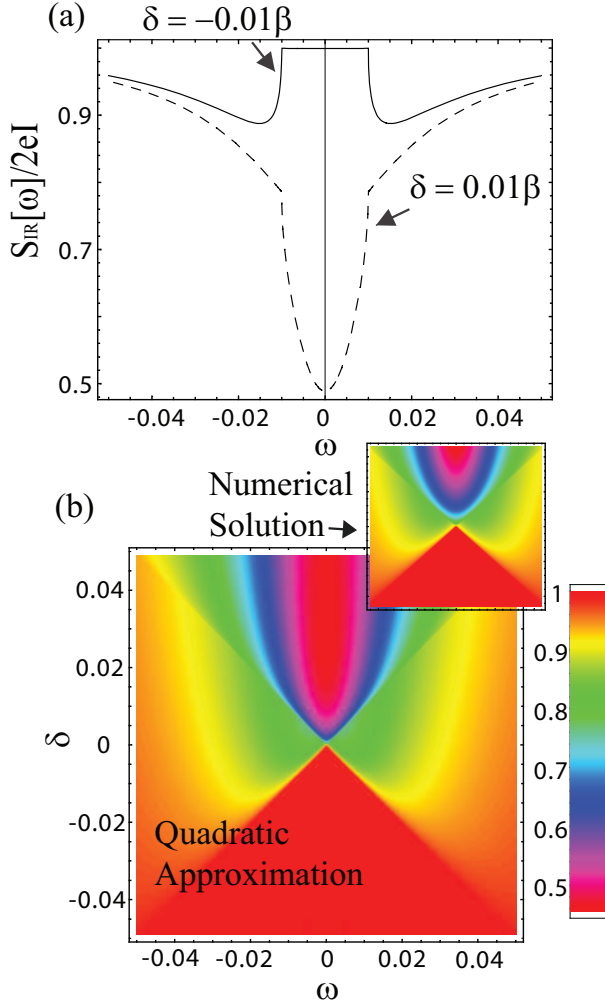 (a)
δ = −0.01β
δ = 0.01β
S_IR[ω]/2eI
0.9
0.7
0.5
-0.04
-0.02
0
0.02
0.04
ω
(b)
Numerical
Solution
0.04
0.02
0
-0.02
-0.04
δ
Quadratic
Approximation
-0.04
-0.02
0
0.02
0.04
ω
1
0.9
0.8
0.7
0.6
0.5